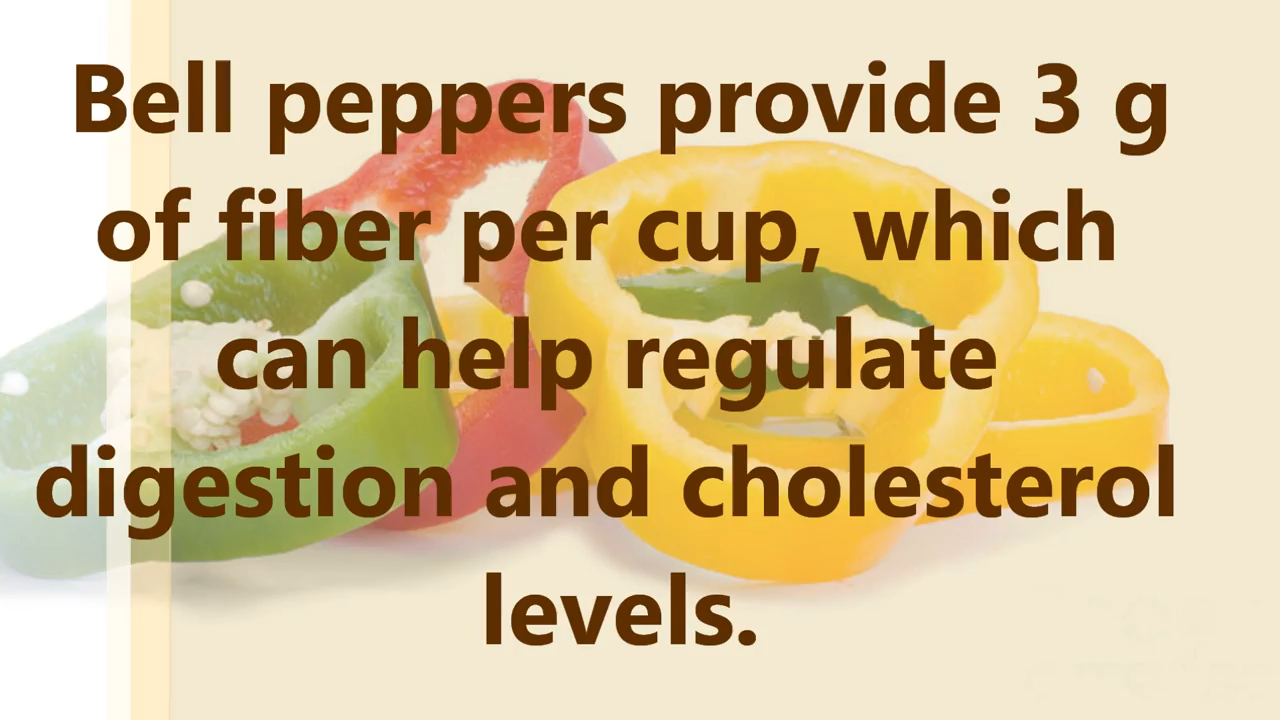 Bell peppers provide 3 g
of fiber per cup, which
can help regulate
digestion and cholesterol
levels.